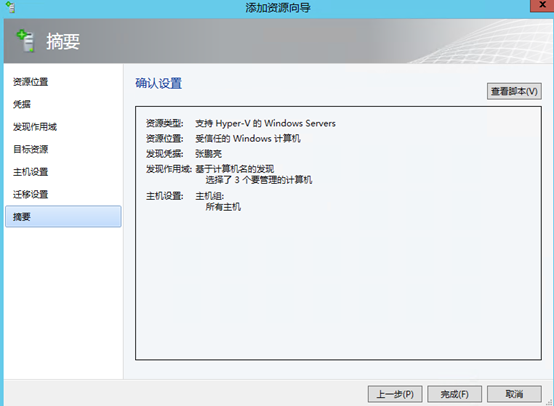 添加资源向导
x
摘要
资源位置
凭据
发现作用域
目标资源
主机设置
迁移设置
摘要
确认设置
查看脚本(V)
资源类型: 支持 Hyper-V 的 Windows Servers
资源位置: 受信任的 Windows 计算机
发现凭据: 张鹏亮
发现作用域: 基于计算机名的发现
选择了 3 个要管理的计算机
主机设置: 主机组:
所有主机
上一步(P)
完成(F)
取消